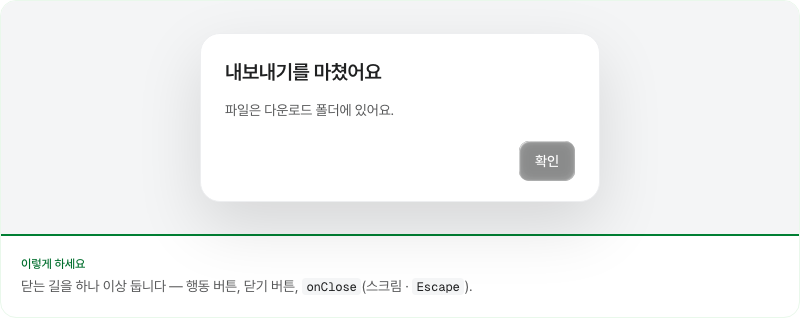 내보내기를 마쳤어요
파일은 다운로드 폴더에 있어요.
확인
이렇게 하세요
닫는 길을 하나 이상 둡니다 — 행동 버튼, 닫기 버튼, onClose (스크림 · Escape ).